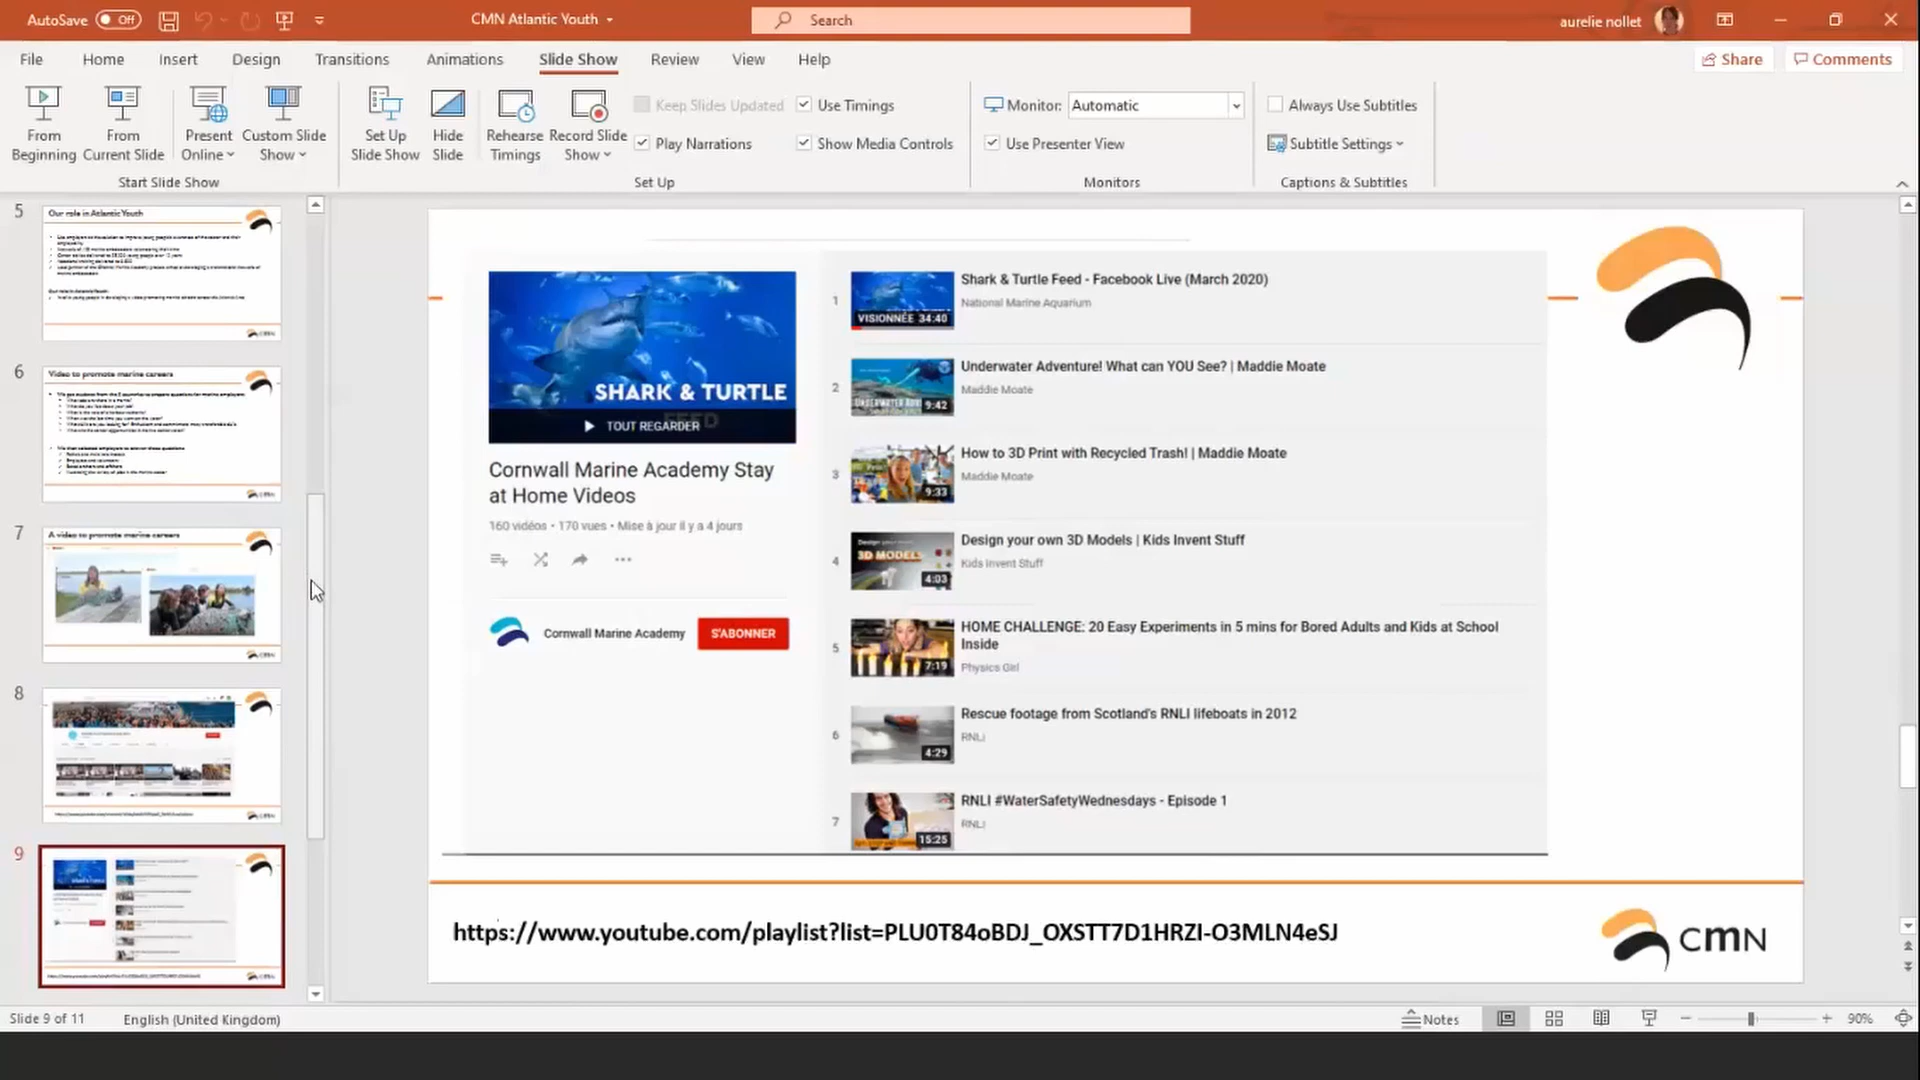 AutoSave Off
CMN Atlantic Youth
Search
aurelie nollet
File Home Insert Design Transitions Animations Slide Show Review View Help
Share Comments
From Beginning
From Current Slide
Present Online
Custom Slide Show
Start Slide Show
Set Up Slide Show
Hide Slide
Rehearse Timings
Record Slide Show
Keep Slides Updated
Play Narrations
Use Timings
Show Media Controls
Set Up
Monitor: Automatic
Use Presenter View
Monitors
Always Use Subtitles
Subtitle Settings
Captions & Subtitles
5
Our role in Atlantic Youth
6
Video to promote marine careers
7
A video to promote marine careers
8
9
SHARK & TURTLE
FEED
TOUT REGARDER
Cornwall Marine Academy Stay
at Home Videos
160 vidéos • 170 vues • Mise à jour il y a 4 jours
Cornwall Marine Academy
S'ABONNER
1
VISIONNÉE 34:40
Shark & Turtle Feed - Facebook Live (March 2020)
National Marine Aquarium
2
9:42
Underwater Adventure! What can YOU See? | Maddie Moate
Maddie Moate
3
9:33
How to 3D Print with Recycled Trash! | Maddie Moate
Maddie Moate
4
3D MODELS
4:03
Design your own 3D Models | Kids Invent Stuff
Kids Invent Stuff
5
7:19
HOME CHALLENGE: 20 Easy Experiments in 5 mins for Bored Adults and Kids at School
Inside
Physics Girl
6
4:29
Rescue footage from Scotland's RNLI lifeboats in 2012
RNLI
7
15:25
RNLI #WaterSafetyWednesdays - Episode 1
RNLI
https://www.youtube.com/playlist?list=PLU0T84oBDJ_OXSTT7D1HRZI-O3MLN4eSJ
CMN
Slide 9 of 11
English (United Kingdom)
Notes
90%